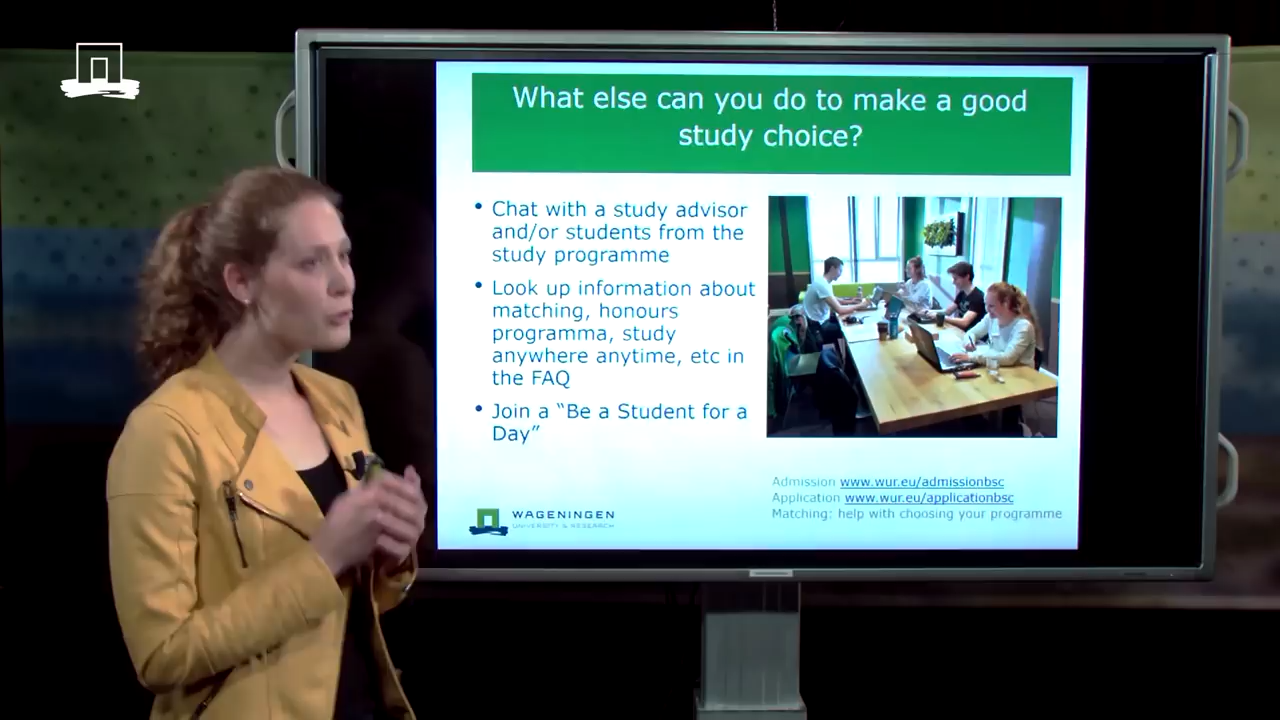 What else can you do to make a good
study choice?
• Chat with a study advisor
and/or students from the
study programme
• Look up information about
matching, honours
programma, study
anywhere anytime, etc in
the FAQ
• Join a “Be a Student for a
Day”
Admission www.wur.eu/admissionbsc
Application www.wur.eu/applicationbsc
Matching: help with choosing your programme
WAGENINGEN
UNIVERSITY & RESEARCH